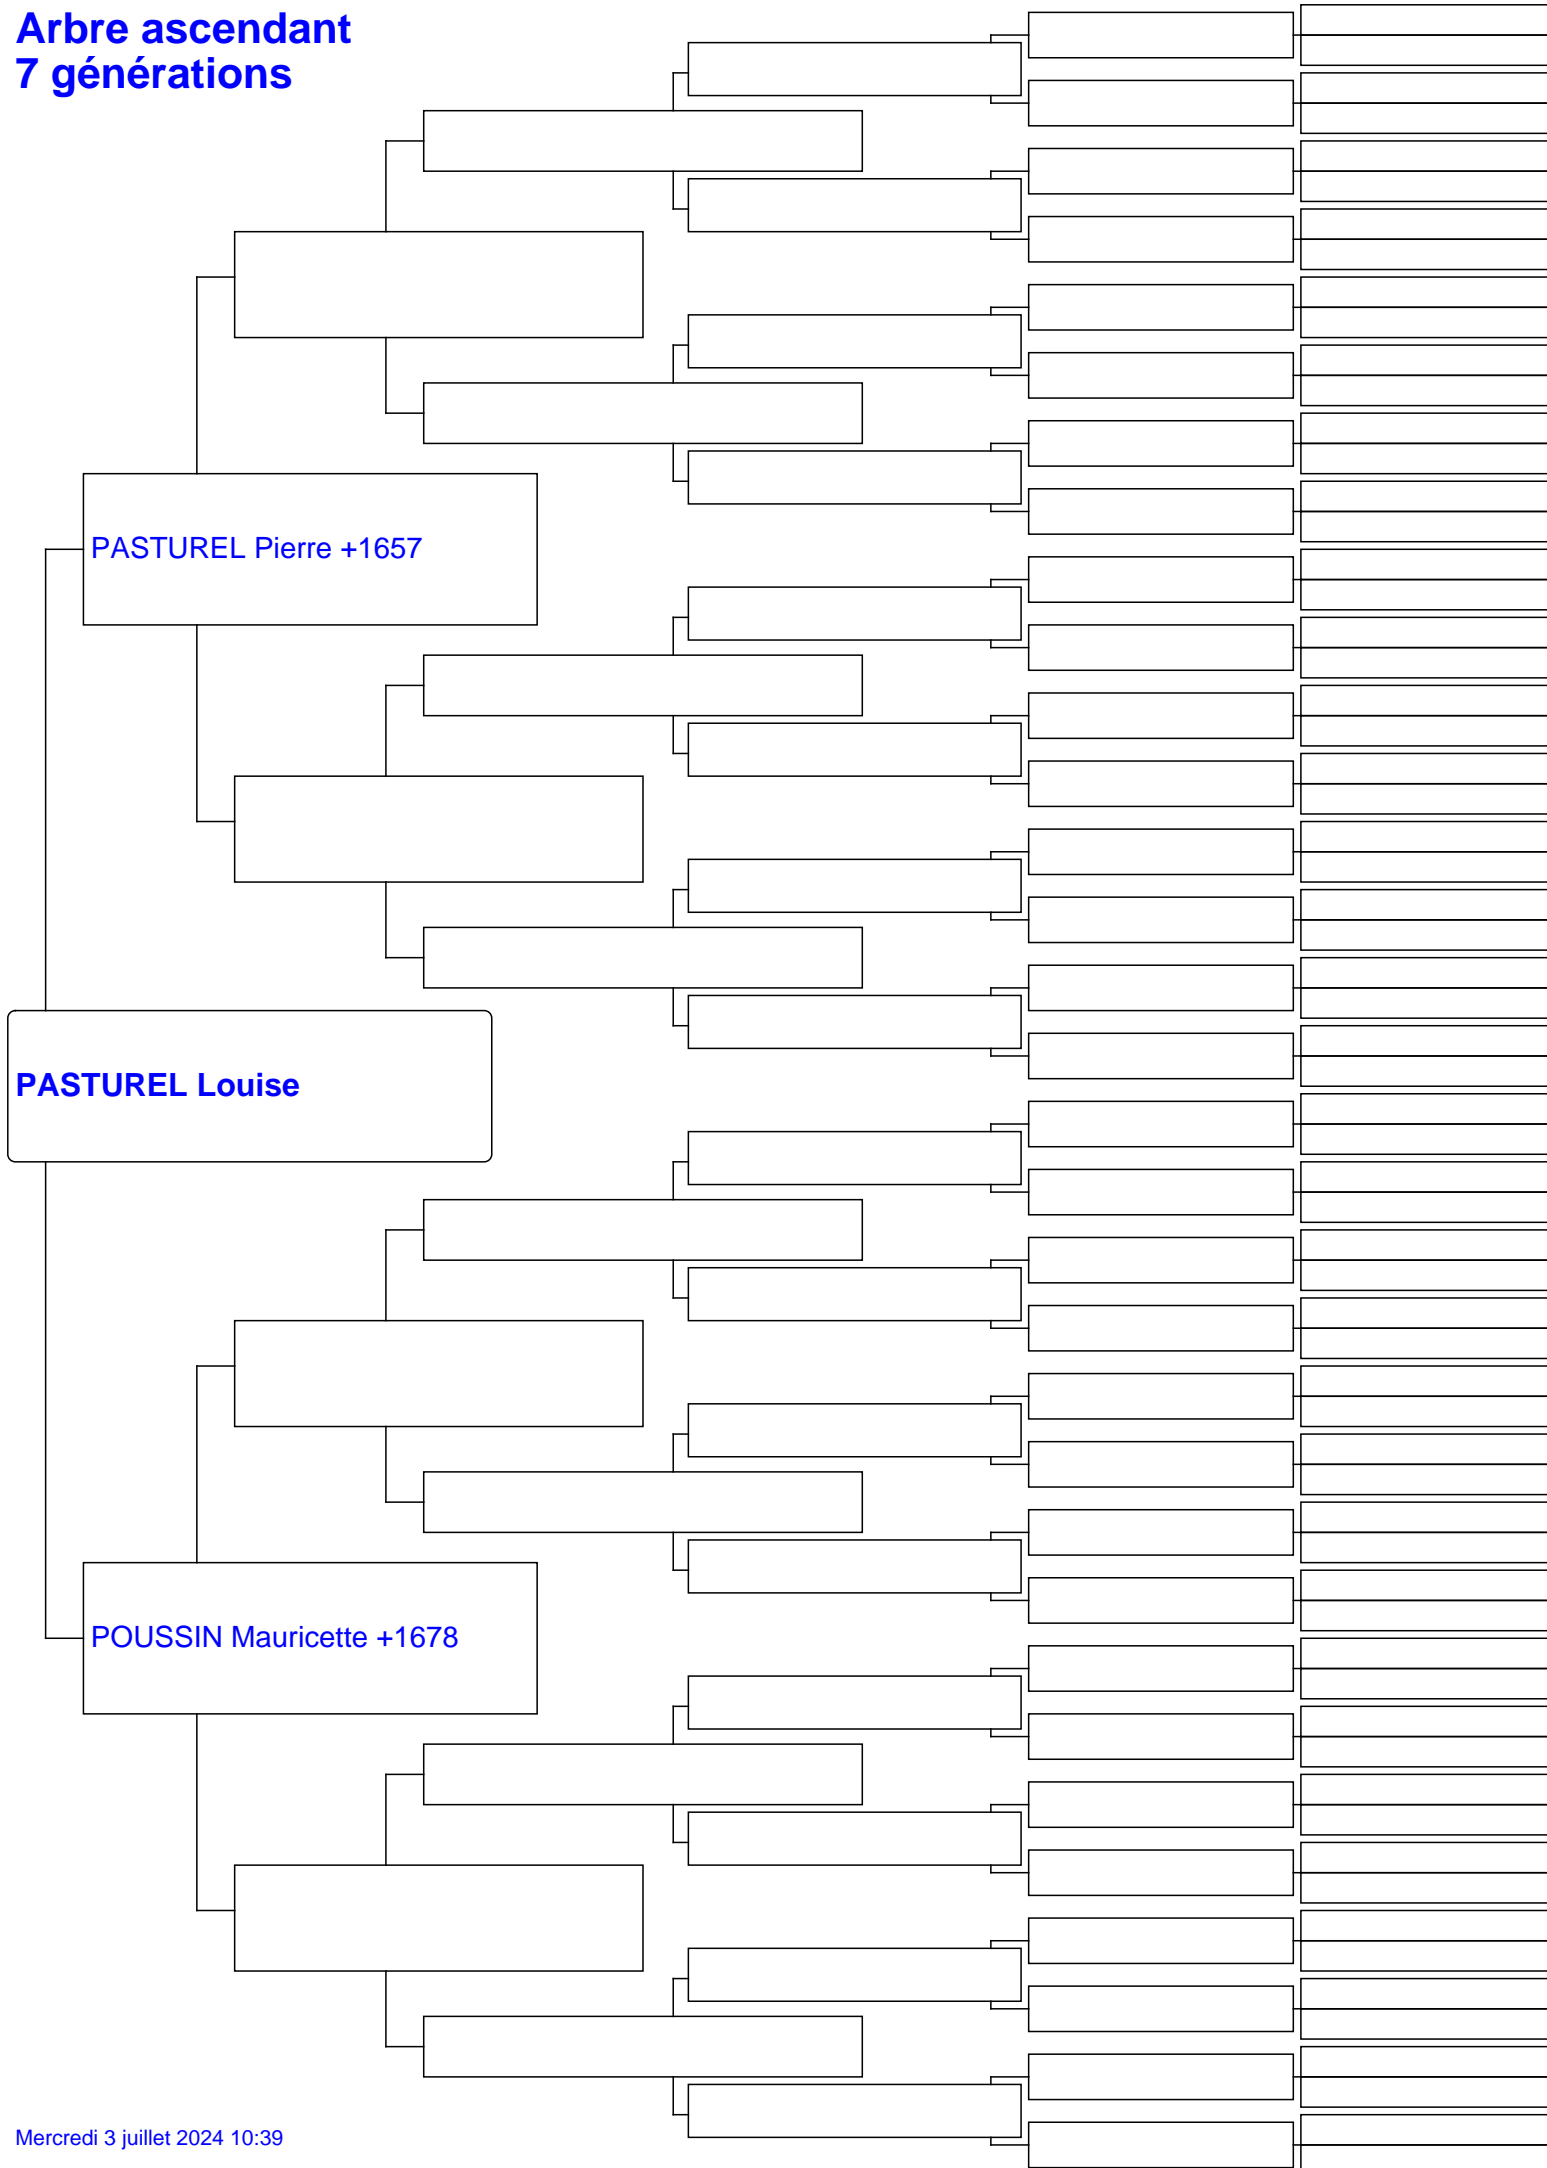 Arbre ascendant
7 générations
PASTUREL Pierre +1657
PASTUREL Louise
POUSSIN Mauricette +1678
Mercredi 3 juillet 2024 10:39